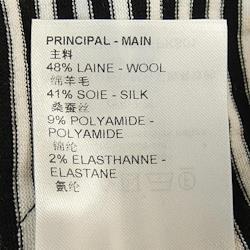 PRINCIPAL - MAIN
主料
48% LAINE - WOOL
绵羊毛
41% SOIE - SILK
桑蚕丝
9% POLYAMIDE -
POLYAMIDE
锦纶
2% ELASTHANNE -
ELASTANE
氨纶